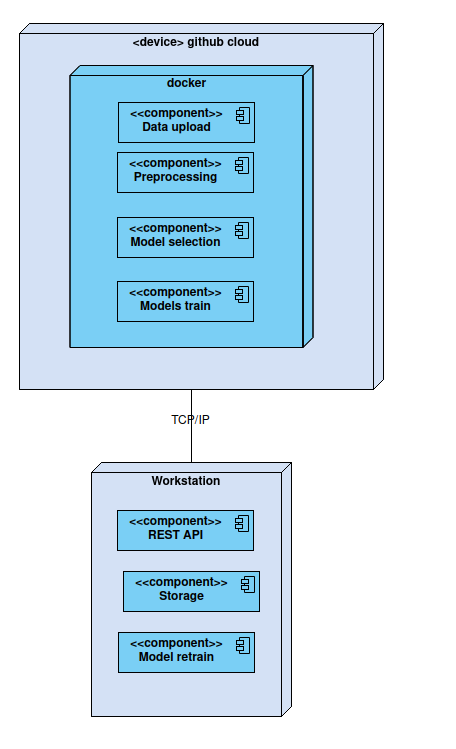 <device> github cloud
docker
<<component>>
Data upload
<<component>>
Preprocessing
<<component>>
Model selection
<<component>>
Models train
TCP/IP
Workstation
<<component>>
REST API
<<component>>
Storage
<<component>>
Model retrain